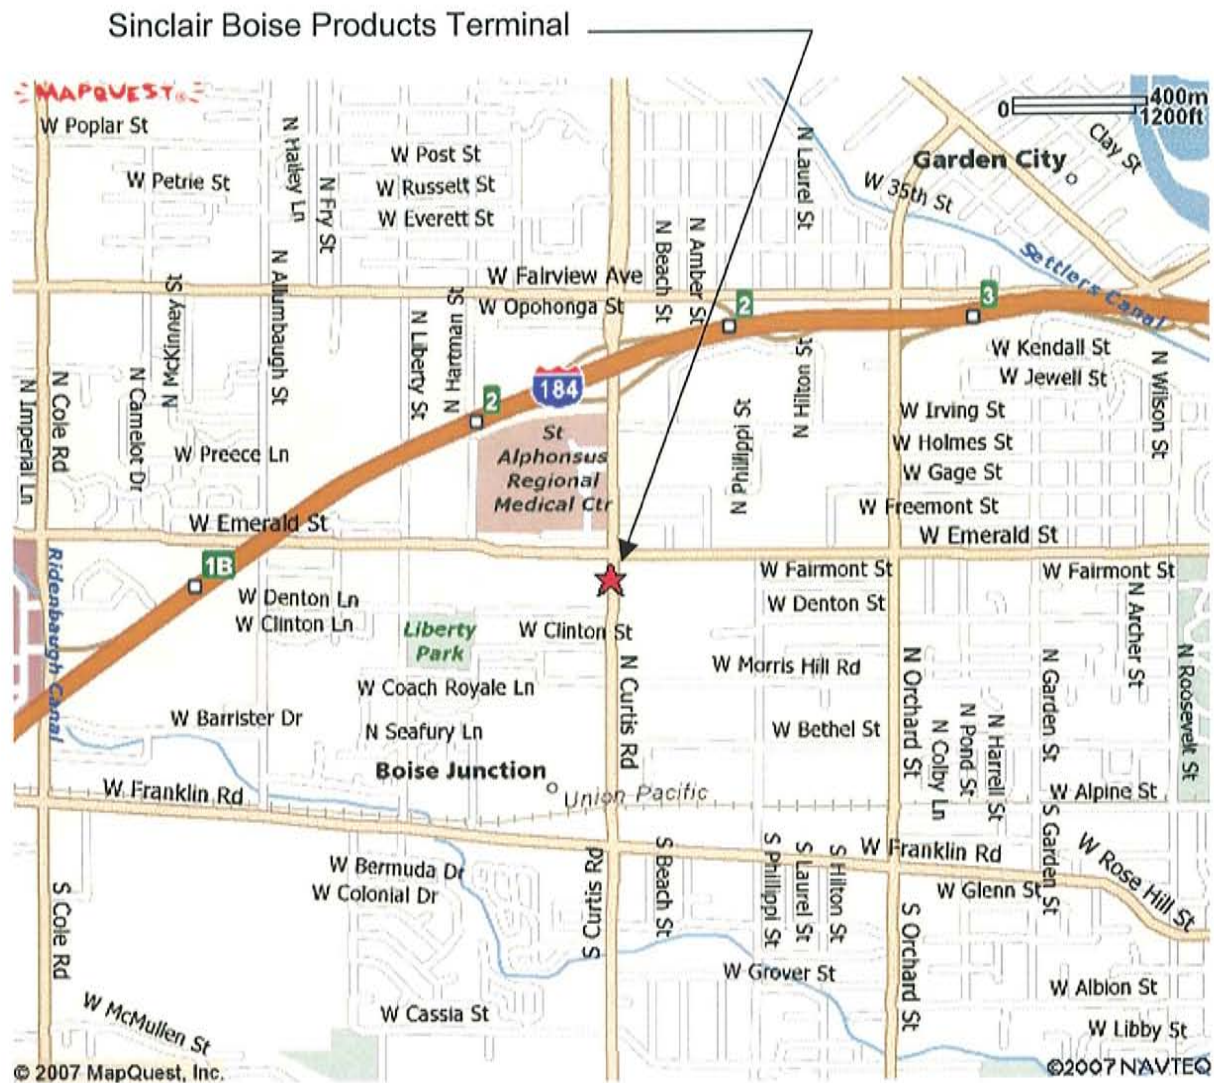 Sinclair Boise Products Terminal
MAPQUEST
0
400m
1200ft
W Poplar St
N Hailey Ln
W Post St
N Laurel St
Clay St
Garden City
W Petrie St
N Fry St
W Russett St
W 35th St
W Everett St
N Beach St
N Amber St
Settlers Canal
N Allumbaugh St
W Fairview Ave
N McKinnay St
N Hartman St
W Opohonga St
2
3
N Liberty St
N Hilton St
W Kendall St
N Wilson St
N Imperial Ln
N Cole Rd
N Camelot Dr
184
2
W Jewell St
N Phillippi St
W Irving St
St
Alphonsus
Regional
Medical Ctr
W Preece Ln
W Holmes St
W Gage St
W Freemont St
W Emerald St
W Emerald St
Ridenbaugh Canal
1B
W Fairmont St
W Fairmont St
W Denton Ln
W Denton St
N Archer St
W Clinton Ln
Liberty
Park
W Clinton St
N Roosevelt St
N Curtis Rd
W Morris Hill Rd
N Orchard St
N Garden St
W Coach Royale Ln
W Barrister Dr
N Seafury Ln
W Bethel St
N Colby Ln
N Pond St
N Harrell St
Boise Junction
Union Pacific
W Franklin Rd
W Alpine St
S Garden St
S Curtis Rd
S Beach St
S Phillippi St
S Laurel St
S Hilton St
W Franklin Rd
W Rose Hill St
W Bermuda Dr
W Colonial Dr
W Glenn St
S Cole Rd
S Orchard St
W Grover St
W Albion St
W McMullen St
W Cassia St
W Libby St
© 2007 MapQuest, Inc.
©2007 NAVTEQ